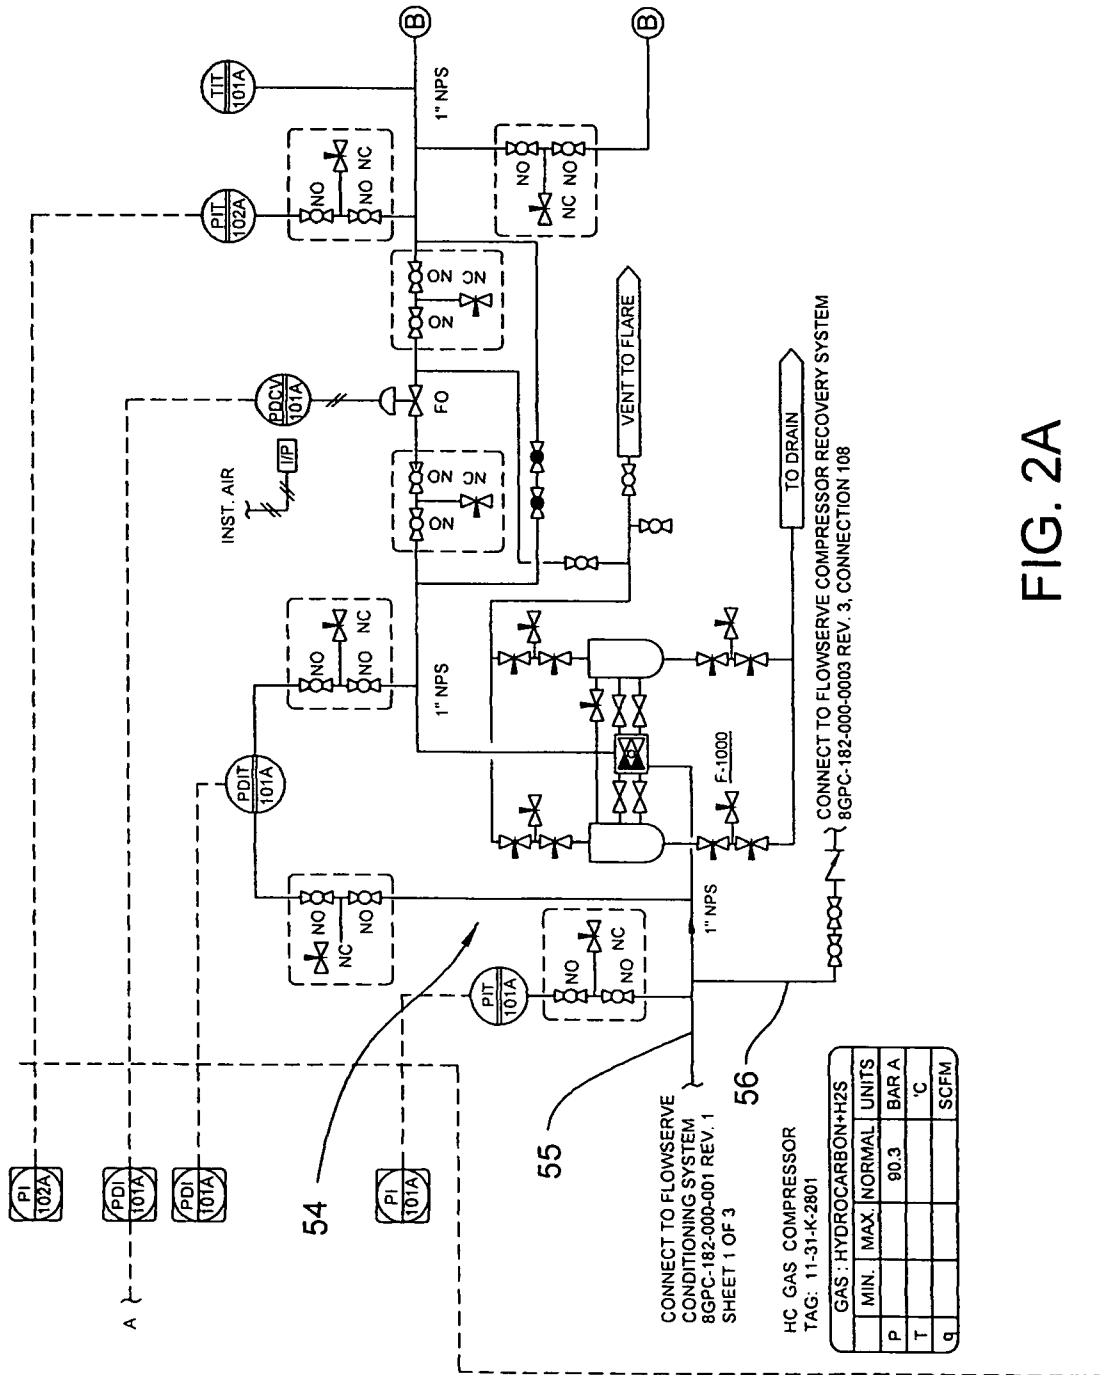 PI
102A
PDI
101A
PDI
101A
PI
101A
A
54
INST. AIR
I/P
PDCV
101A
PIT
102A
TIT
101A
PDIT
101A
PIT
101A
NO
NO
NC
NO
NO
NC
NO
NO
NC
NO
NO
NC
FO
NO
NO
NC
NO
NO
NC
NO
NO
NC
1" NPS
1" NPS
1" NPS
B
B
VENT TO FLARE
TO DRAIN
F-1000
55
56
CONNECT TO FLOWSERVE
CONDITIONING SYSTEM
8GPC-182-000-001 REV. 1
SHEET 1 OF 3
CONNECT TO FLOWSERVE COMPRESSOR RECOVERY SYSTEM
8GPC-182-000-0003 REV. 3, CONNECTION 108
HC GAS COMPRESSOR
TAG: 11-31-K-2801
GAS : HYDROCARBON+H2S
MIN. MAX. NORMAL UNITS
P 90.3 BAR A
T 'C
q SCFM
FIG. 2A